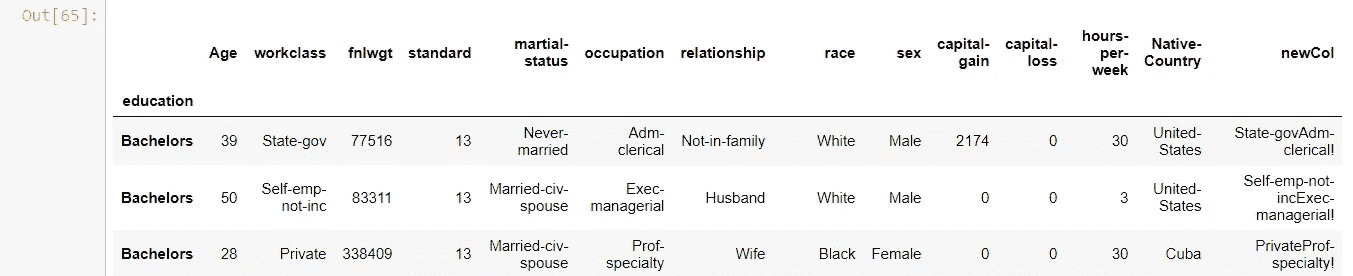 Out[65]:
Age workclass fnlwgt standard martial-status occupation relationship race sex capital-gain capital-loss hours-per-week Native-Country newCol
education
Bachelors 39 State-gov 77516 13 Never-married Adm-clerical Not-in-family White Male 2174 0 30 United-States State-govAdm-clerical!
Bachelors 50 Self-emp-not-inc 83311 13 Married-civ-spouse Exec-managerial Husband White Male 0 0 3 United-States Self-emp-not-incExec-managerial!
Bachelors 28 Private 338409 13 Married-civ-spouse Prof-specialty Wife Black Female 0 0 30 Cuba PrivateProf-specialty!